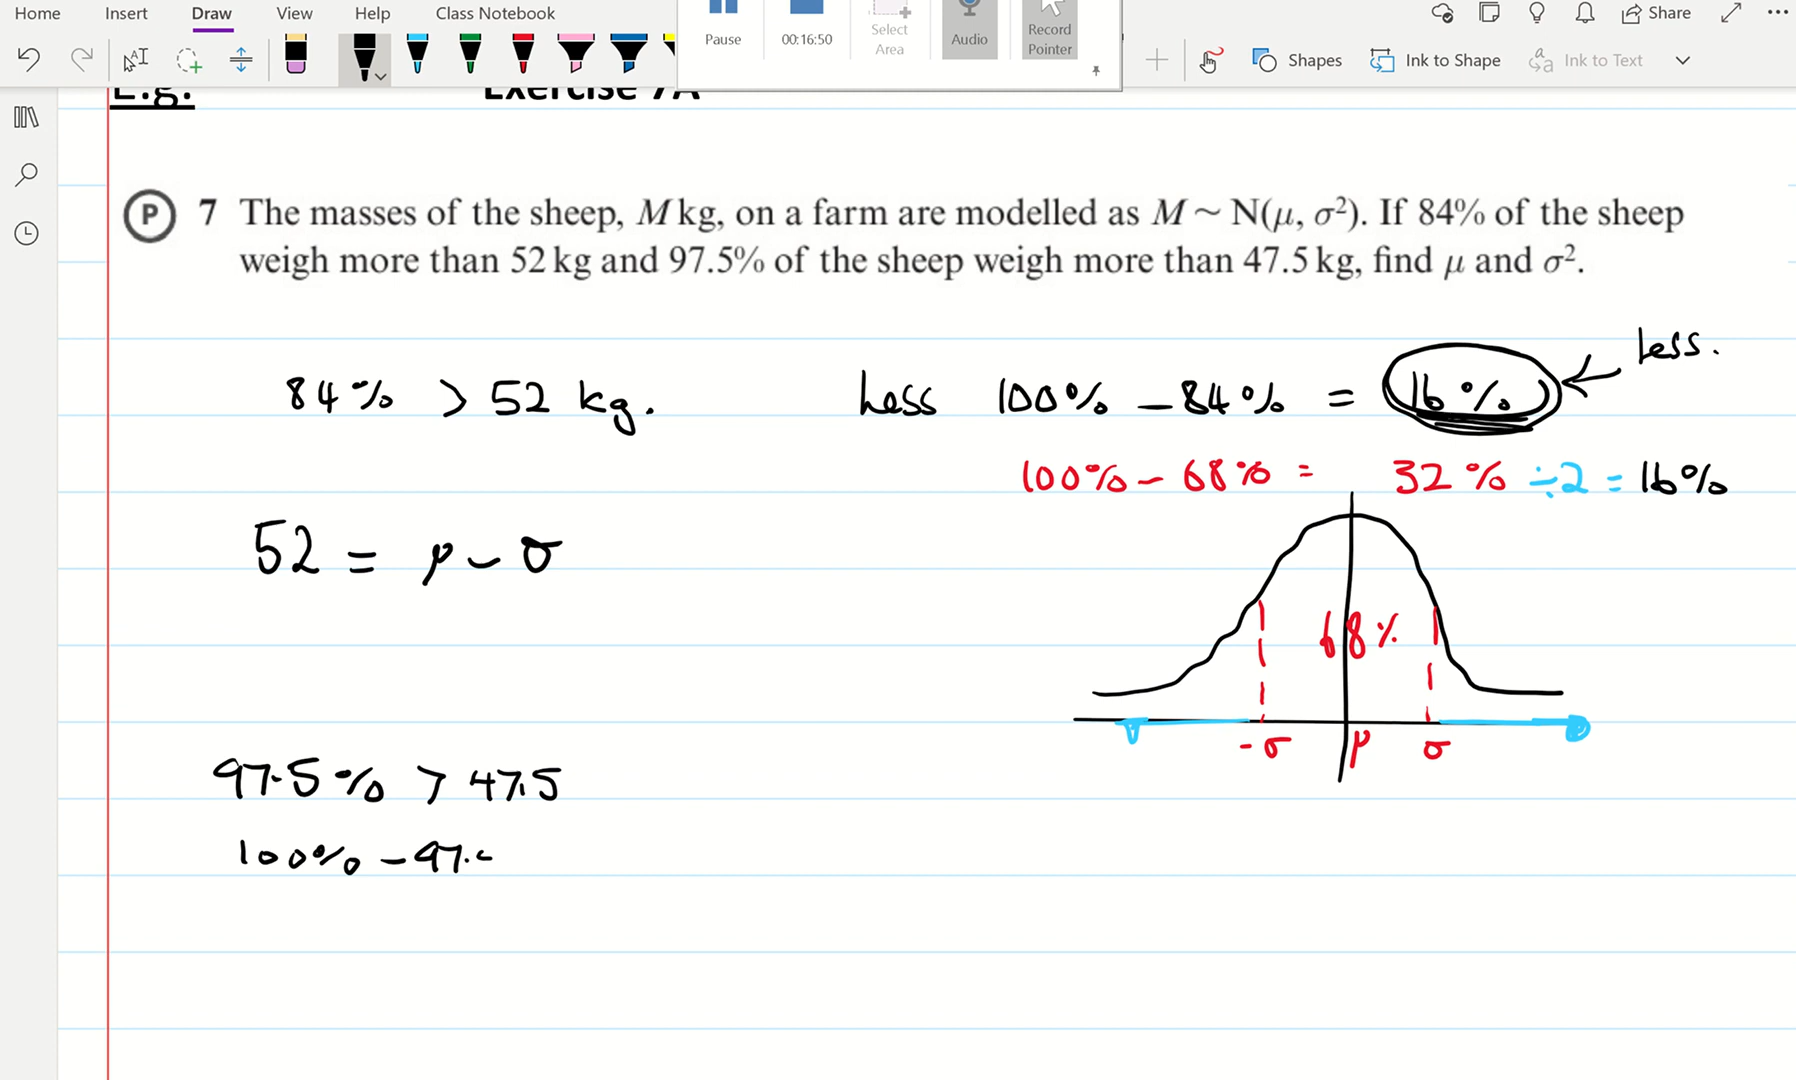 Home Insert Draw View Help Class Notebook
Pause 00:16:50 Select Area Audio Record Pointer
Share
Shapes Ink to Shape Ink to Text
E.g. Exercise 7A
P 7 The masses of the sheep, M kg, on a farm are modelled as M ~ N(μ, σ²). If 84% of the sheep
weigh more than 52 kg and 97.5% of the sheep weigh more than 47.5 kg, find μ and σ².
Less.
84% > 52 kg. Less 100% - 84% = 16%
100% - 68% = 32% ÷2 = 16%
52 = μ - σ
68%
-σ μ σ
97.5% > 47.5
100% - 97.